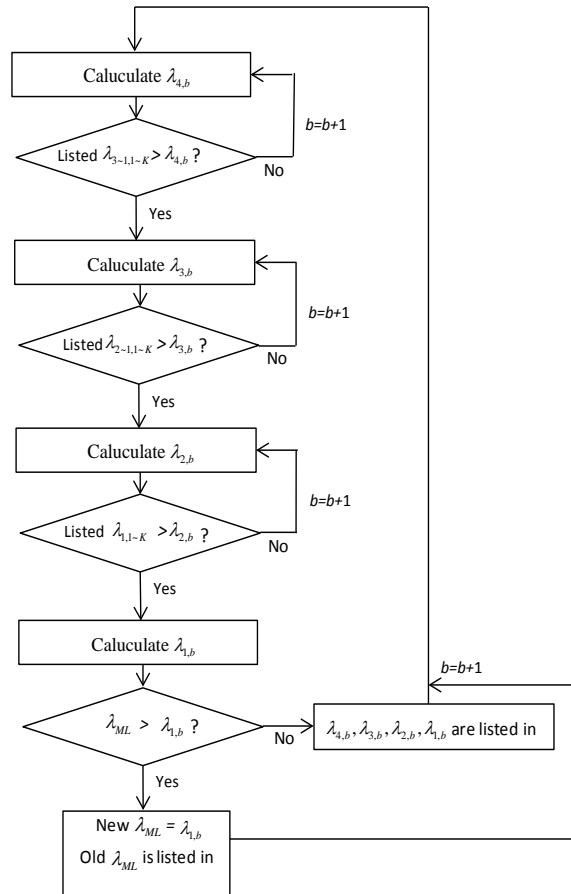 Caluculate λ4,b
b=b+1
Listed λ3~1,1~K > λ4,b ?
No
Yes
Caluculate λ3,b
b=b+1
Listed λ2~1,1~K > λ3,b ?
No
Yes
Caluculate λ2,b
b=b+1
Listed λ1,1~K > λ2,b ?
No
Yes
Caluculate λ1,b
b=b+1
λML > λ1,b ?
No
λ4,b, λ3,b, λ2,b, λ1,b are listed in
Yes
New λML = λ1,b
Old λML is listed in